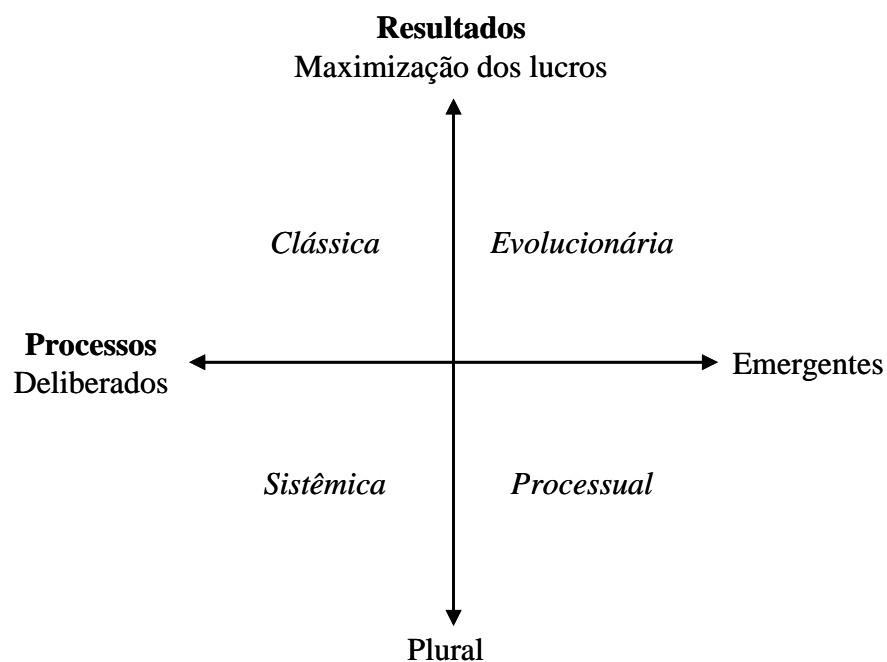 Resultados
Maximização dos lucros
Clássica
Evolucionária
Processos
Deliberados
Emergentes
Sistêmica
Processual
Plural